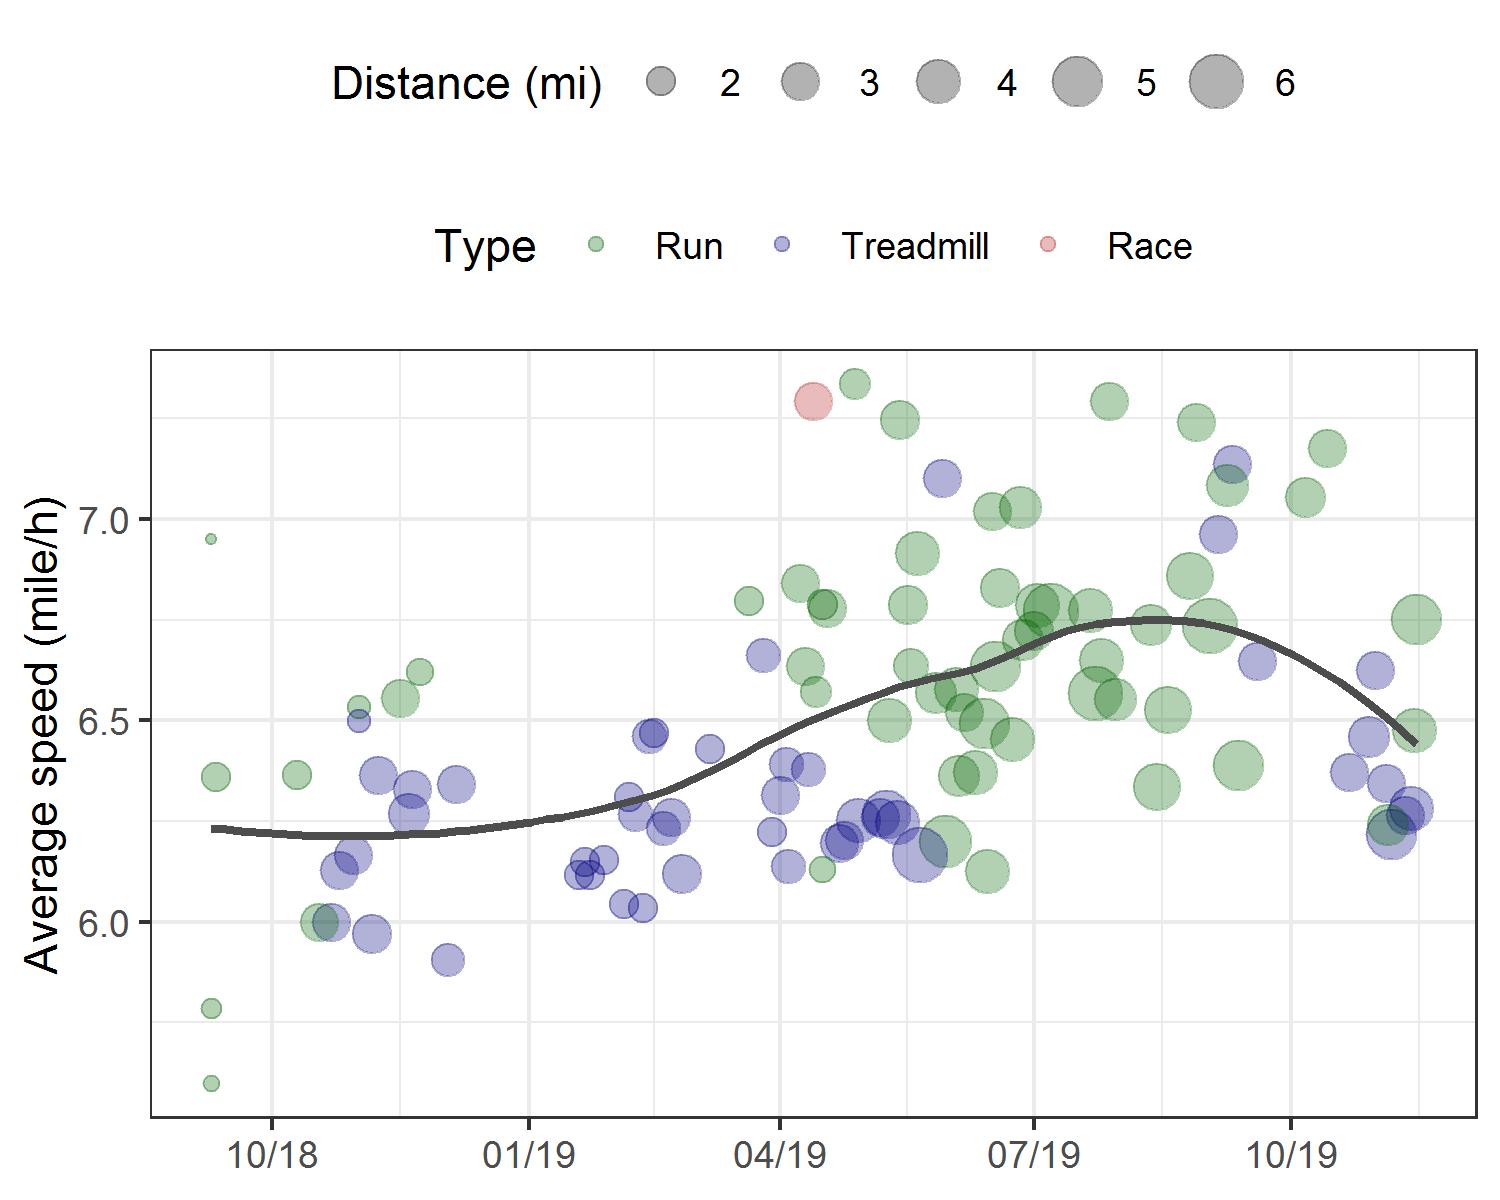 Distance (mi) 2 3 4 5 6
Type Run Treadmill Race
Average speed (mile/h)
7.0
6.5
6.0
10/18 01/19 04/19 07/19 10/19